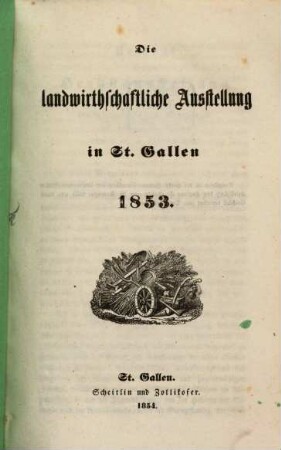 Die
landwirthschaftliche Ausstellung
in St. Gallen
1853.
St. Gallen.
Scheitlin und Zollikofer.
1854.